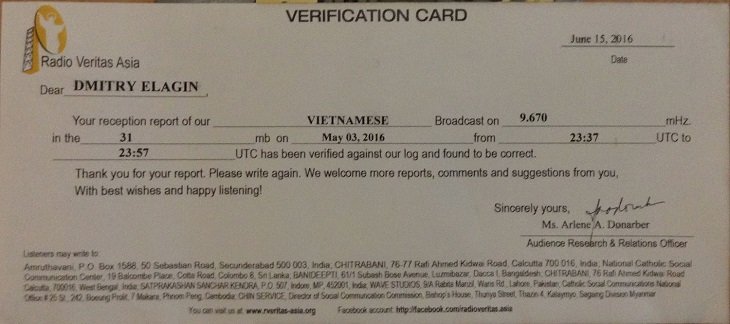 VERIFICATION CARD
June 15, 2016
Date
Radio Veritas Asia
Dear DMITRY ELAGIN
Your reception report of our VIETNAMESE Broadcast on 9.670 mHz.
in the 31 mb on May 03, 2016 from 23:37 UTC to
23:57 UTC has been verified against our log and found to be correct.
Thank you for your report. Please write again. We welcome more reports, comments and suggestions from you,
With best wishes and happy listening!
Sincerely yours,
Ms. Arlene A. Donarber
Audience Research & Relations Officer
Listeners may write to:
Amruthavani, P.O. Box 1588, 50 Sebastian Road, Secunderabad 500 003, India; CHITRABANI, 76-77 Rafi Ahmed Kidwai Road, Calcutta 700 016, India; National Catholic Social
Communication Center, 19 Balcombe Place, Cotta Road, Colombo 8, Sri Lanka; BANIDEEPTI, 61/1 Subash Bose Avenue, Luxmibazar, Dacca I, Bangaldesh; CHITRABANI, 76 Rafi Ahmed Kidwai Road
Calcutta, 700016, West Bengal, India; SATPRAKASHAN SANCHAR KENDRA, P.O. 507, Indore, MP, 452001, India; WAVE STUDIOS, 9/A Rabita Manzil, Waris Rd., Lahore, Pakistan; Catholic Social Communications National
Office # 2S St., 242, Boeung Prolit, 7 Makara, Phnom Peng, Cambodia; OHN SERVICE, Director of Social Communication Commission, Bishop's House, Thuriya Street, Thazin 4, Kalaymyo, Sagaing Division Myanmar
You can visit us at www.rvsritas-asia.org Facebook account: http://facebook.com/radioveritas.asia